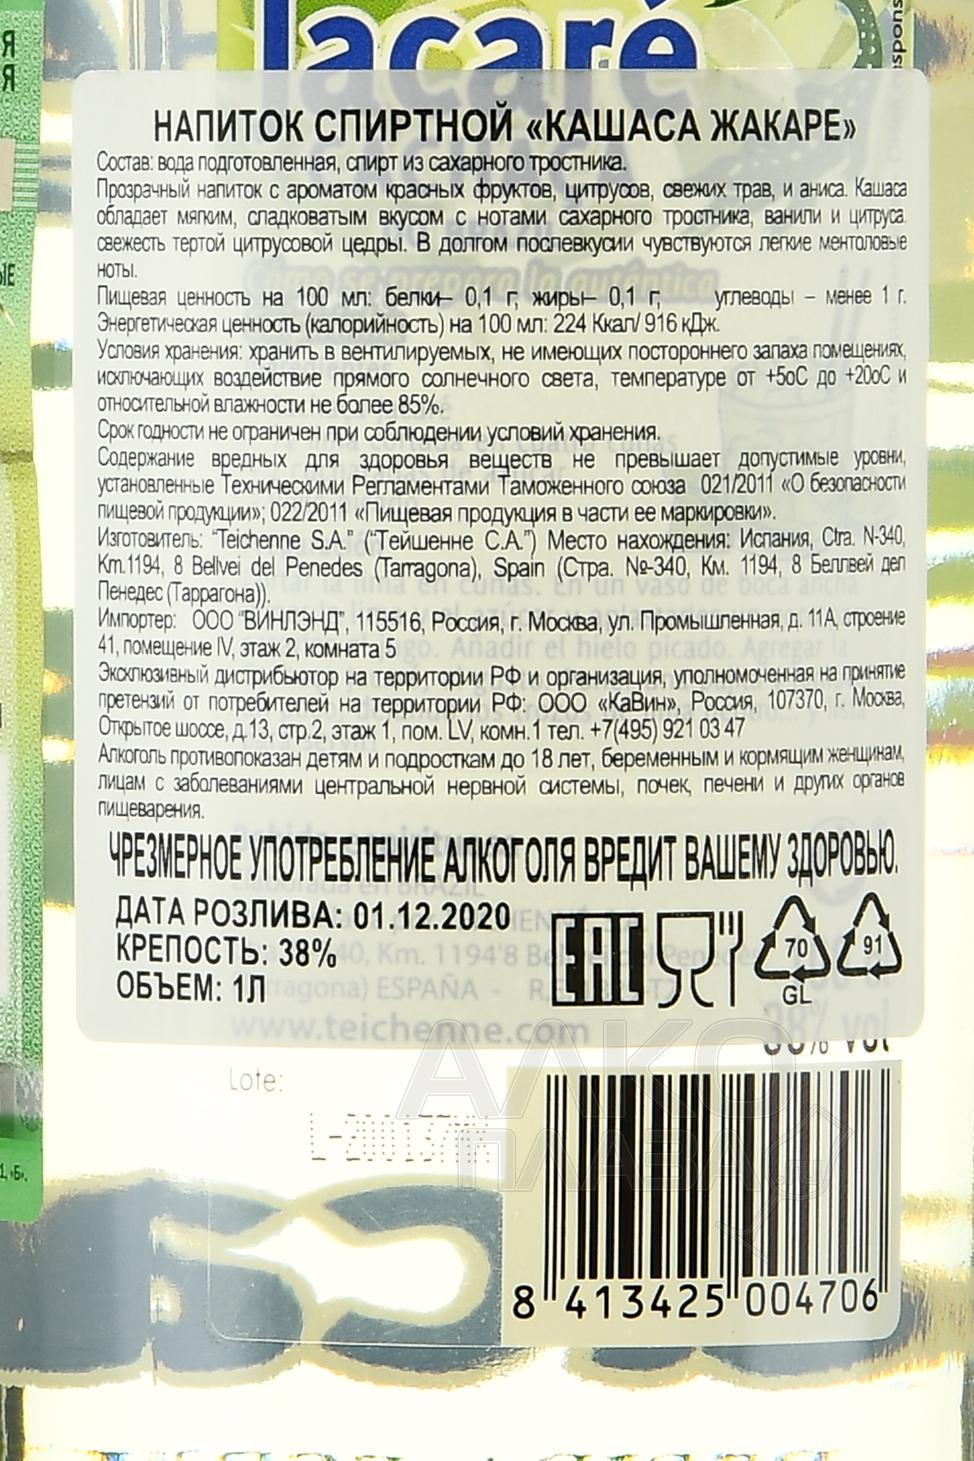 Jacaré
НАПИТОК СПИРТНОЙ «КАШАСА ЖАКАРЕ»
Состав: вода подготовленная, спирт из сахарного тростника.
Прозрачный напиток с ароматом красных фруктов, цитрусов, свежих трав, и аниса. Кашаса
обладает мягким, сладковатым вкусом с нотами сахарного тростника, ванили и цитруса.
свежесть тертой цитрусовой цедры. В долгом послевкусии чувствуются легкие ментоловые
ноты.
Пищевая ценность на 100 мл: белки– 0,1 г, жиры– 0,1 г, углеводы – менее 1 г.
Энергетическая ценность (калорийность) на 100 мл: 224 Ккал/ 916 кДж.
Условия хранения: хранить в вентилируемых, не имеющих постороннего запаха помещениях,
исключающих воздействие прямого солнечного света, температуре от +5оС до +20оС и
относительной влажности не более 85%.
Срок годности не ограничен при соблюдении условий хранения.
Содержание вредных для здоровья веществ не превышает допустимые уровни,
установленные Техническими Регламентами Таможенного союза 021/2011 «О безопасности
пищевой продукции»; 022/2011 «Пищевая продукция в части ее маркировки».
Изготовитель: "Teichenne S.A." ("Тейшенне С.А.") Место нахождения: Испания, Ctra. N-340,
Km.1194, 8 Bellvei del Penedes (Tarragona), Spain (Стра. №-340, Км. 1194, 8 Беллвей дел
Пенедес (Таррагона)).
Импортер: ООО "ВИНЛЭНД", 115516, Россия, г. Москва, ул. Промышленная, д. 11А, строение
41, помещение IV, этаж 2, комната 5
Эксклюзивный дистрибьютор на территории РФ и организация, уполномоченная на принятие
претензий от потребителей на территории РФ: ООО «КаВин», Россия, 107370, г. Москва,
Открытое шоссе, д.13, стр.2, этаж 1, пом. LV, комн.1 тел. +7(495) 921 03 47
Алкоголь противопоказан детям и подросткам до 18 лет, беременным и кормящим женщинам,
лицам с заболеваниями центральной нервной системы, почек, печени и других органов
пищеварения.
ЧРЕЗМЕРНОЕ УПОТРЕБЛЕНИЕ АЛКОГОЛЯ ВРЕДИТ ВАШЕМУ ЗДОРОВЬЮ.
ДАТА РОЗЛИВА: 01.12.2020
КРЕПОСТЬ: 38%
ОБЪЕМ: 1Л
EAC
70
GL
91
www.teichenne.com
38% vol
Lote:
АЛКО
ПЛАЗА
8 413425 004706